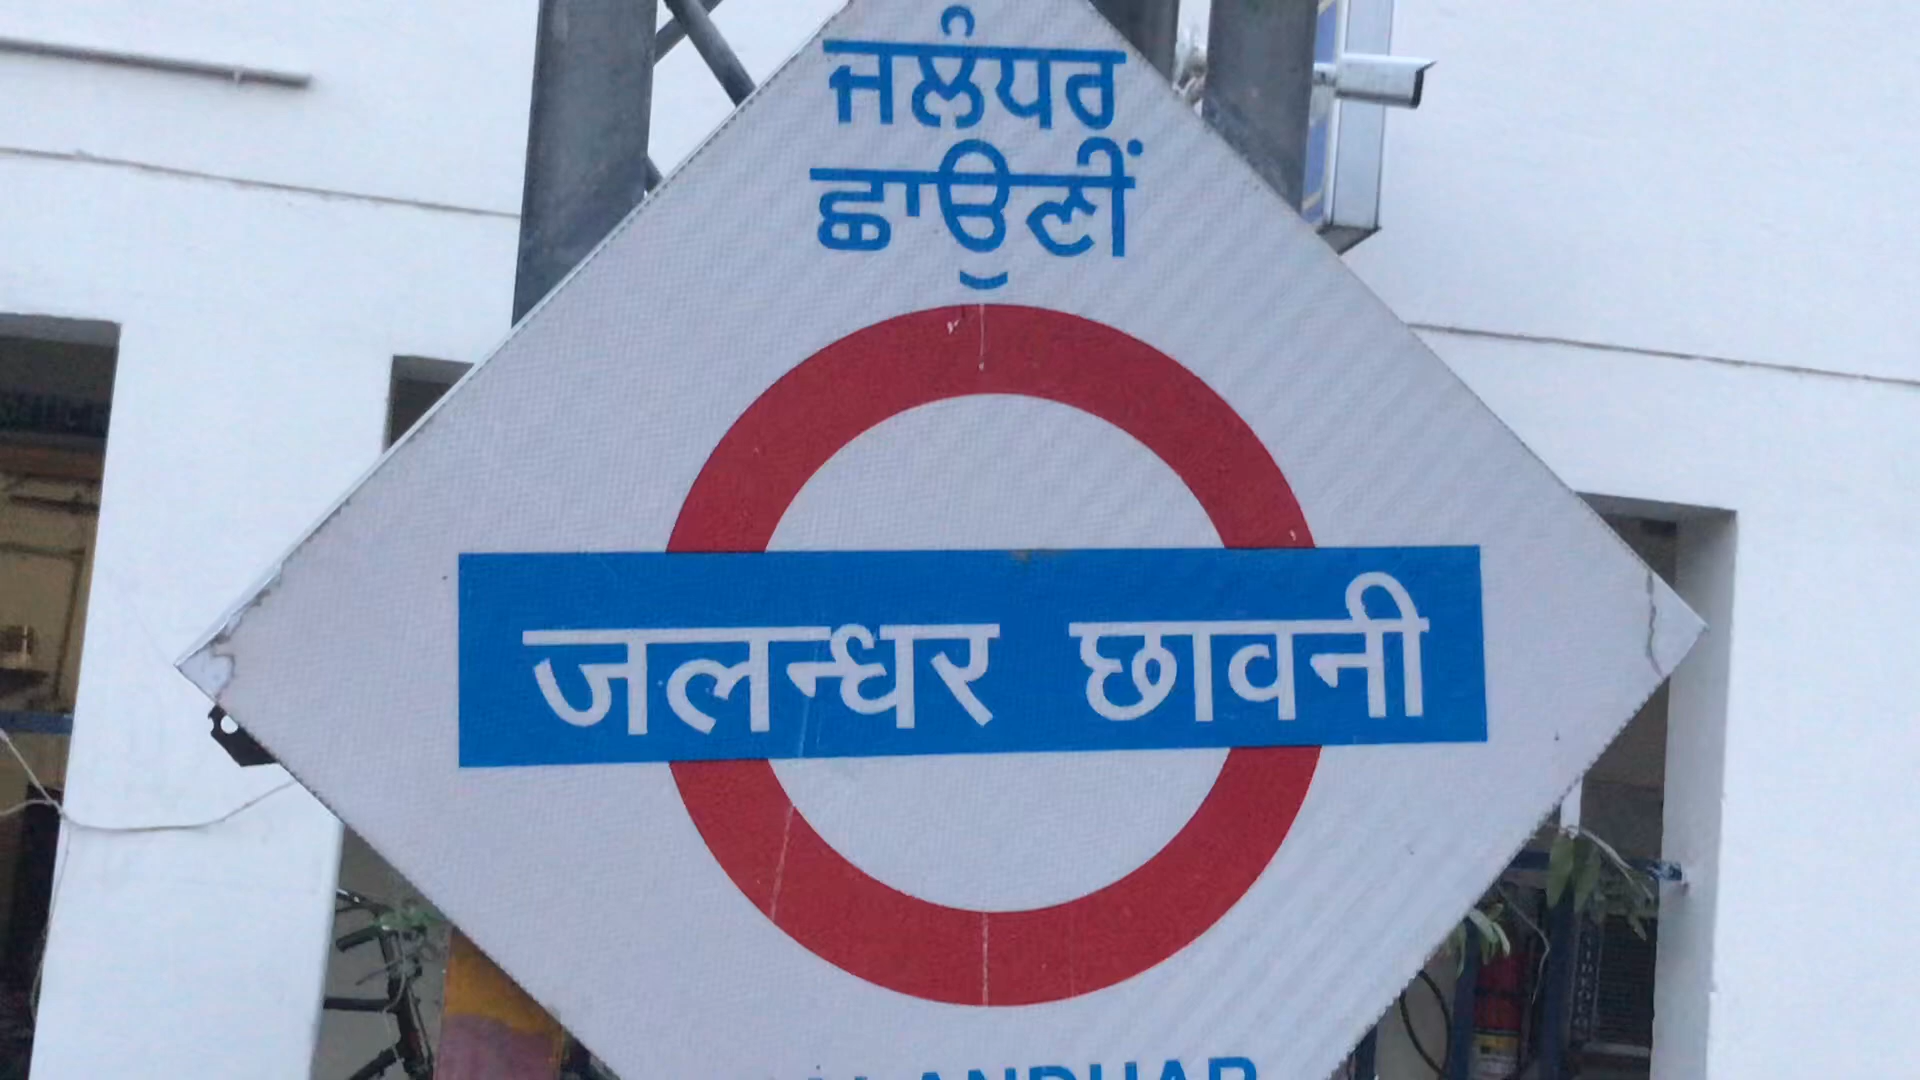 ਜਲੰਧਰ
ਛਾਉਣੀਂ
जलन्धर छावनी